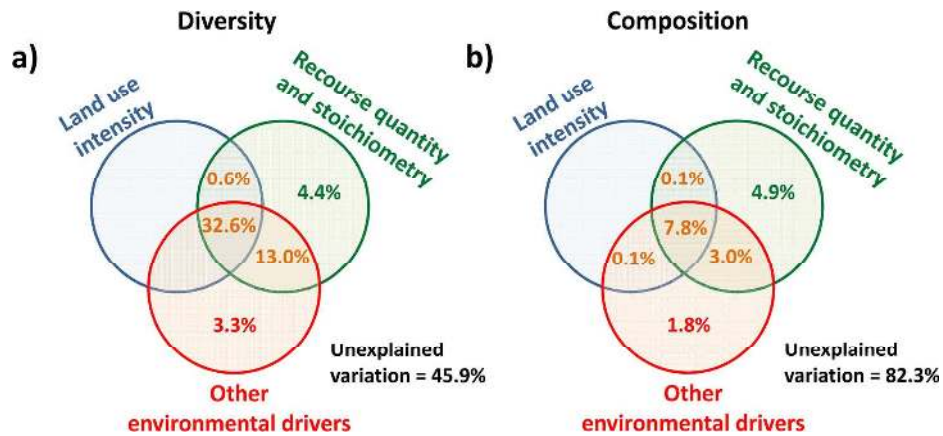 Diversity
a)
Land use
intensity
Recourse quantity
and stoichiometry
0.6%
4.4%
32.6%
13.0%
3.3%
Unexplained
variation = 45.9%
Other
environmental drivers
Composition
b)
Land use
intensity
Recourse quantity
and stoichiometry
0.1%
4.9%
7.8%
0.1%
3.0%
1.8%
Unexplained
variation = 82.3%
Other
environmental drivers